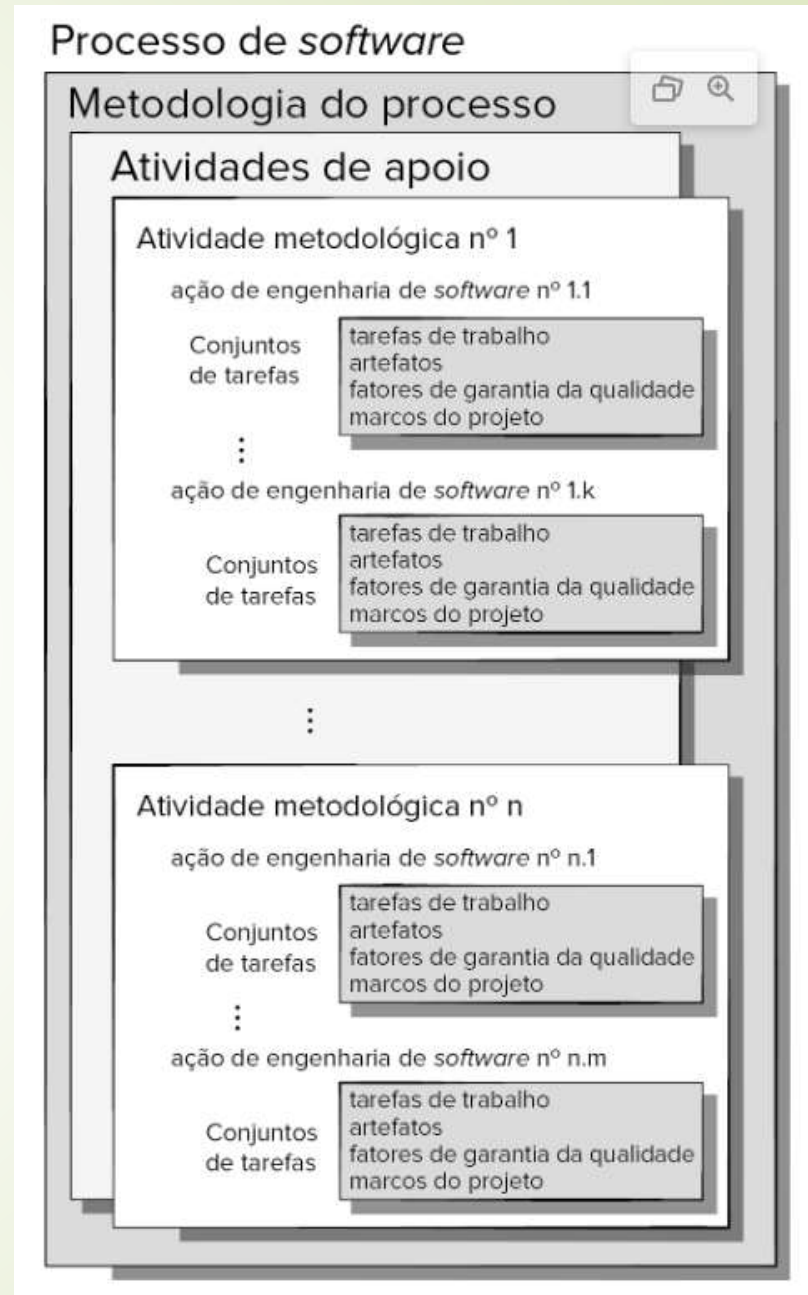 Processo de software
Metodologia do processo
Atividades de apoio
Atividade metodológica nº 1
ação de engenharia de software nº 1.1
Conjuntos
de tarefas
tarefas de trabalho
artefatos
fatores de garantia da qualidade
marcos do projeto
ação de engenharia de software nº 1.k
Conjuntos
de tarefas
tarefas de trabalho
artefatos
fatores de garantia da qualidade
marcos do projeto
Atividade metodológica nº n
ação de engenharia de software nº n.1
Conjuntos
de tarefas
tarefas de trabalho
artefatos
fatores de garantia da qualidade
marcos do projeto
ação de engenharia de software nº n.m
Conjuntos
de tarefas
tarefas de trabalho
artefatos
fatores de garantia da qualidade
marcos do projeto